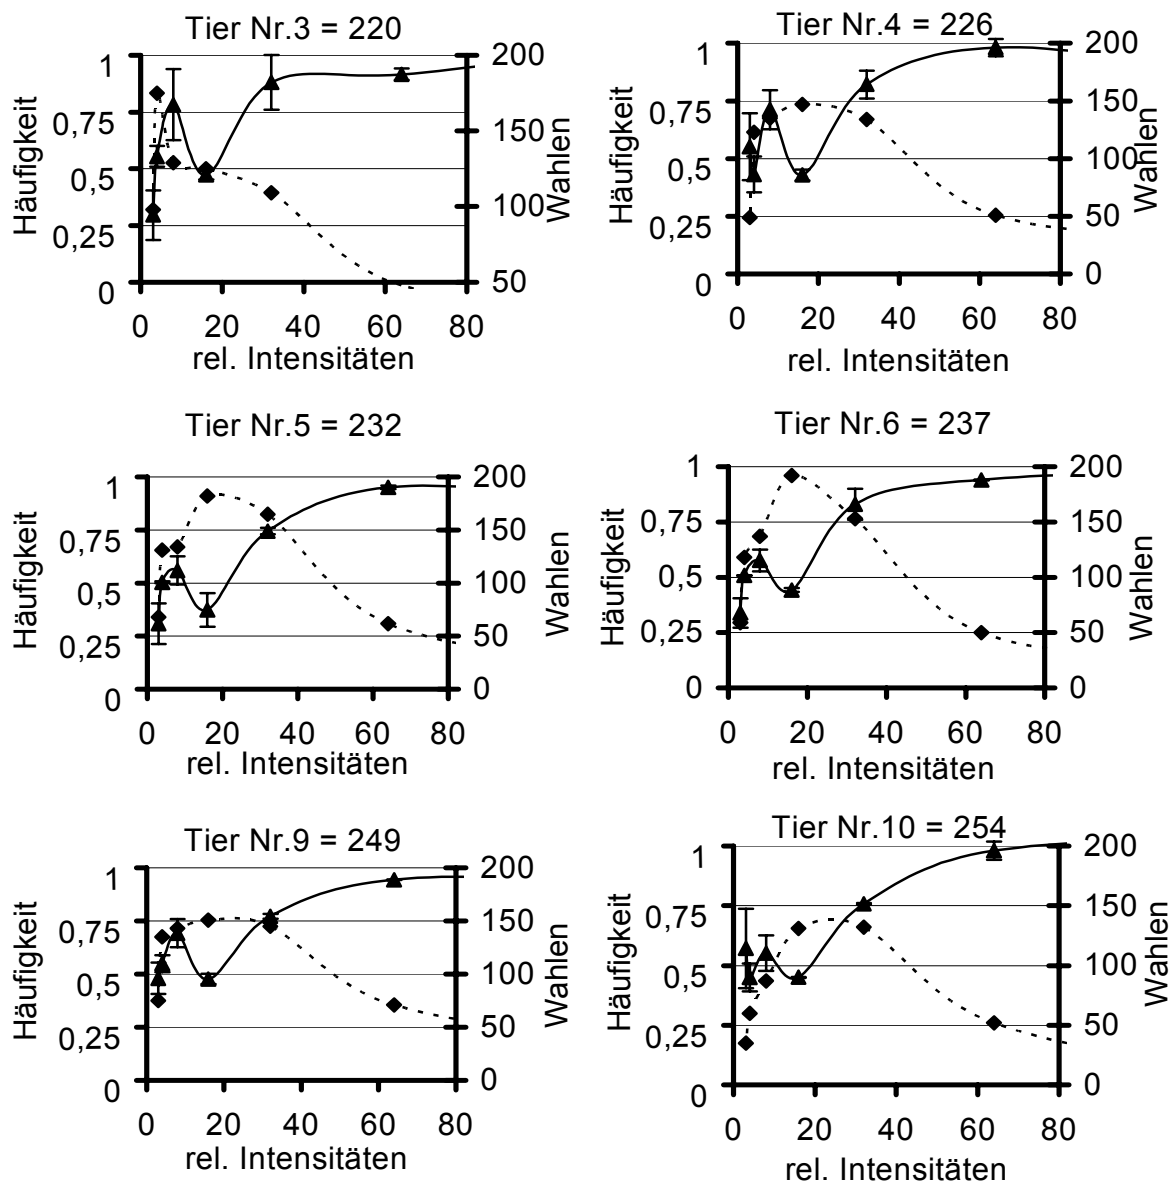 Tier Nr.3 = 220
1
0,75
0,5
0,25
0
Häufigkeit
200
150
100
50
Wahlen
0 20 40 60 80
rel. Intensitäten
Tier Nr.4 = 226
1
0,75
0,5
0,25
0
Häufigkeit
200
150
100
50
0
Wahlen
0 20 40 60 80
rel. Intensitäten
Tier Nr.5 = 232
1
0,75
0,5
0,25
0
Häufigkeit
200
150
100
50
0
Wahlen
0 20 40 60 80
rel. Intensitäten
Tier Nr.6 = 237
1
0,75
0,5
0,25
0
Häufigkeit
200
150
100
50
0
Wahlen
0 20 40 60 80
rel. Intensitäten
Tier Nr.9 = 249
1
0,75
0,5
0,25
0
Häufigkeit
200
150
100
50
0
Wahlen
0 20 40 60 80
rel. Intensitäten
Tier Nr.10 = 254
1
0,75
0,5
0,25
0
Häufigkeit
200
150
100
50
0
Wahlen
0 20 40 60 80
rel. Intensitäten